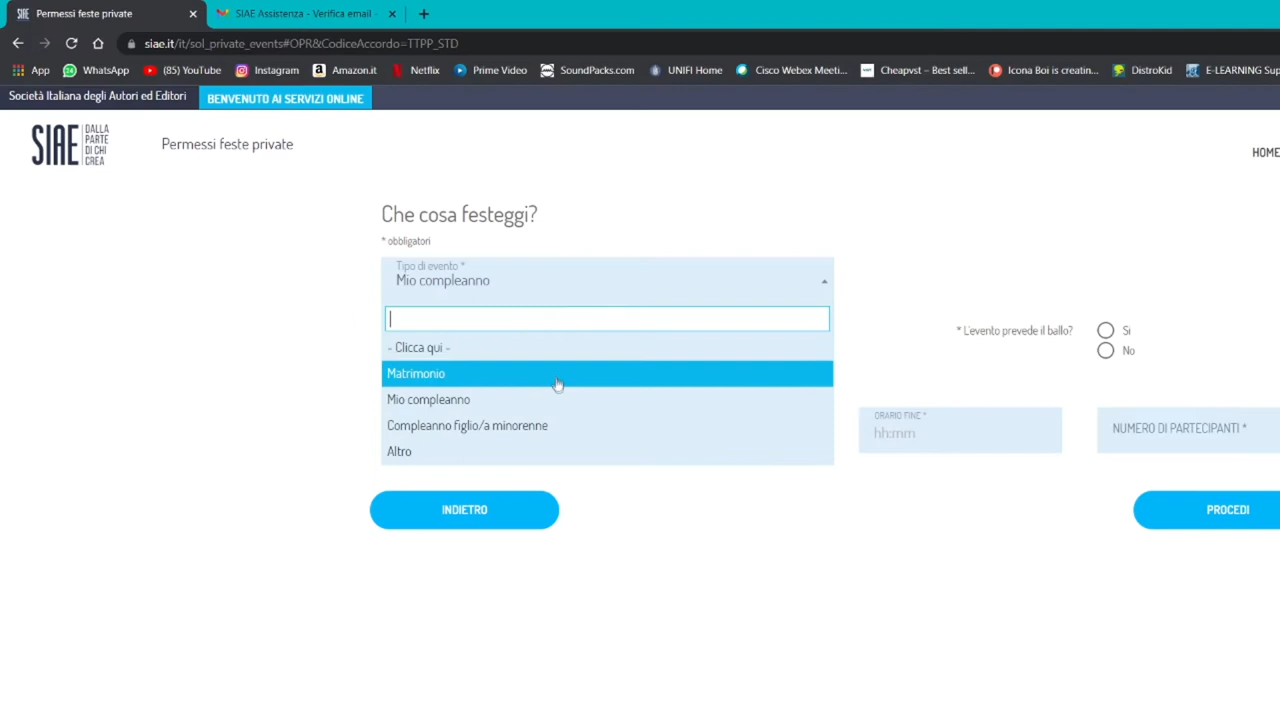 SIAE Permessi feste private
SIAE Assistenza - Verifica email -
siae.it/it/sol_private_events#OPR&CodiceAccordo=TTPP_STD
App WhatsApp (85) YouTube Instagram Amazon.it Netflix Prime Video SoundPacks.com UNIFI Home Cisco Webex Meeti... Cheapvst – Best sell... Icona Boi is creatin... DistroKid E-LEARNING Sup
Società Italiana degli Autori ed Editori BENVENUTO AI SERVIZI ONLINE
SIAE
DALLA
PARTE
DI CHI
CREA
Permessi feste private
HOME
Che cosa festeggi?
* obbligatori
Tipo di evento *
Mio compleanno
- Clicca qui -
Matrimonio
Mio compleanno
Compleanno figlio/a minorenne
Altro
* L'evento prevede il ballo?
Si
No
ORARIO FINE *
hh:mm
NUMERO DI PARTECIPANTI *
INDIETRO
PROCEDI